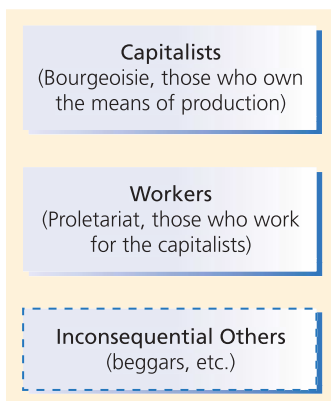 Capitalists
(Bourgeoisie, those who own
the means of production)
Workers
(Proletariat, those who work
for the capitalists)
Inconsequential Others
(beggars, etc.)